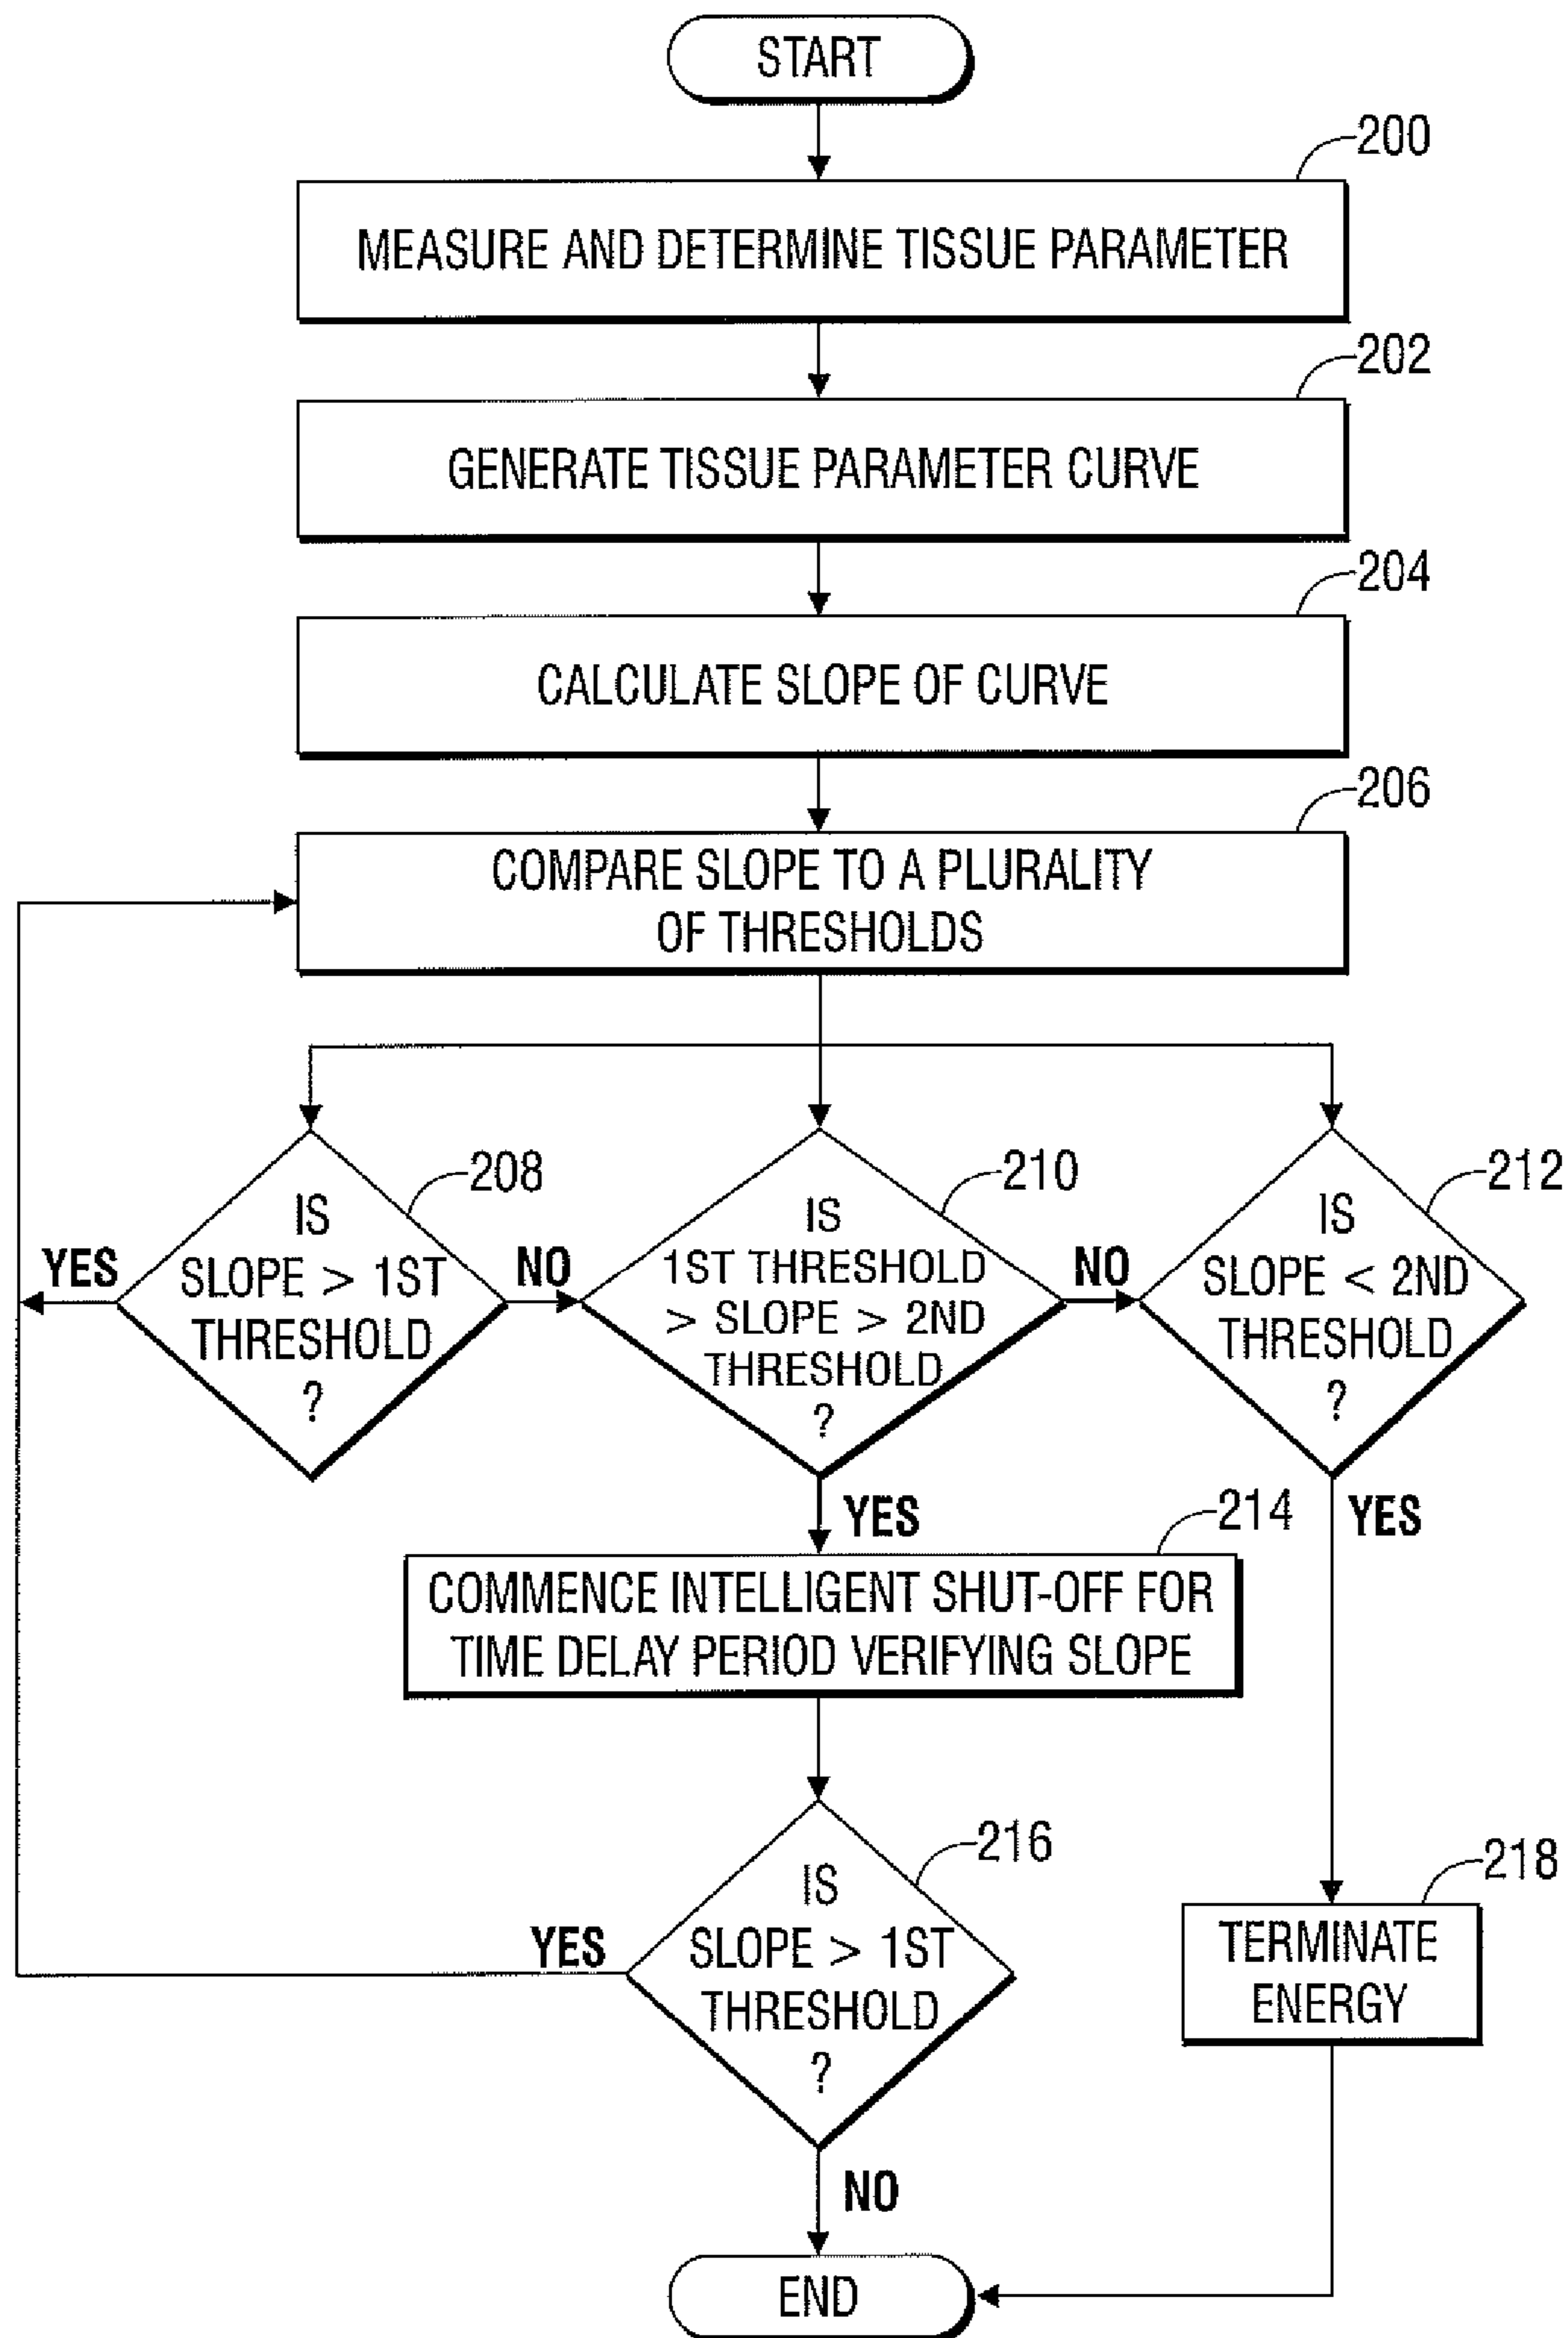 START
200
MEASURE AND DETERMINE TISSUE PARAMETER
202
GENERATE TISSUE PARAMETER CURVE
204
CALCULATE SLOPE OF CURVE
206
COMPARE SLOPE TO A PLURALITY
OF THRESHOLDS
208
IS
SLOPE > 1ST
THRESHOLD
?
YES
NO
210
IS
1ST THRESHOLD
> SLOPE > 2ND
THRESHOLD
?
NO
212
IS
SLOPE < 2ND
THRESHOLD
?
YES
214
YES
COMMENCE INTELLIGENT SHUT-OFF FOR
TIME DELAY PERIOD VERIFYING SLOPE
216
IS
SLOPE > 1ST
THRESHOLD
?
YES
218
TERMINATE
ENERGY
NO
END